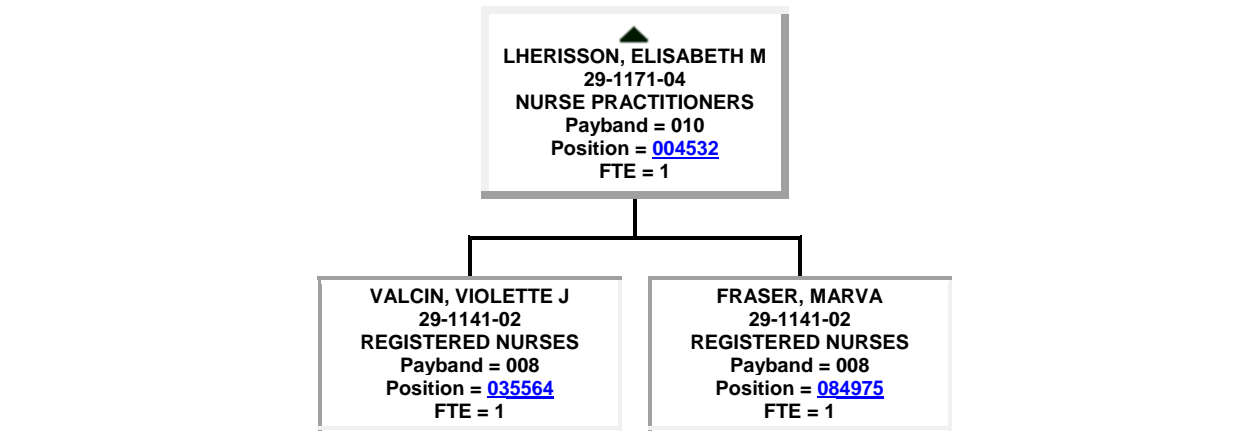 LHERISSON, ELISABETH M
29-1171-04
NURSE PRACTITIONERS
Payband = 010
Position = 004532
FTE = 1
VALCIN, VIOLETTE J
29-1141-02
REGISTERED NURSES
Payband = 008
Position = 035564
FTE = 1
FRASER, MARVA
29-1141-02
REGISTERED NURSES
Payband = 008
Position = 084975
FTE = 1